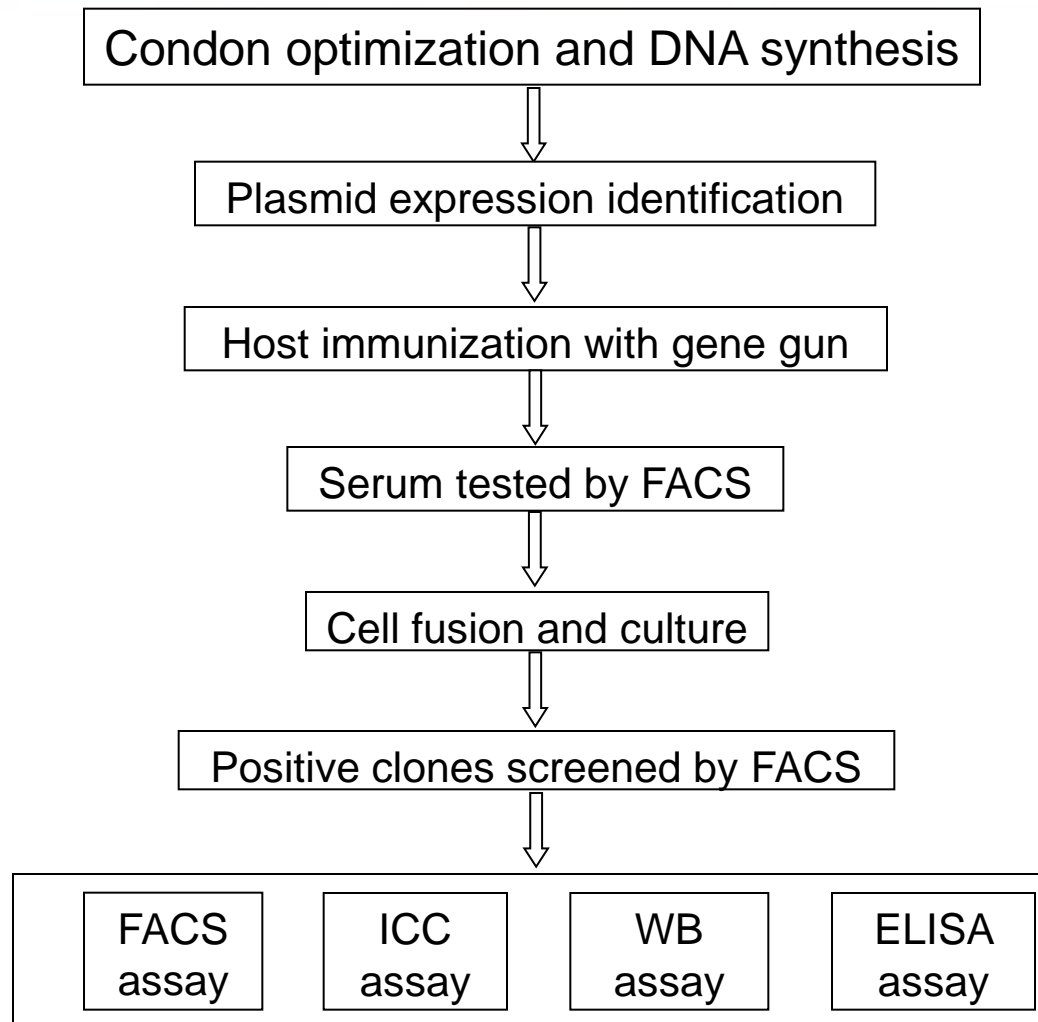 Condon optimization and DNA synthesis
Plasmid expression identification
Host immunization with gene gun
Serum tested by FACS
Cell fusion and culture
Positive clones screened by FACS
FACS
assay
ICC
assay
WB
assay
ELISA
assay